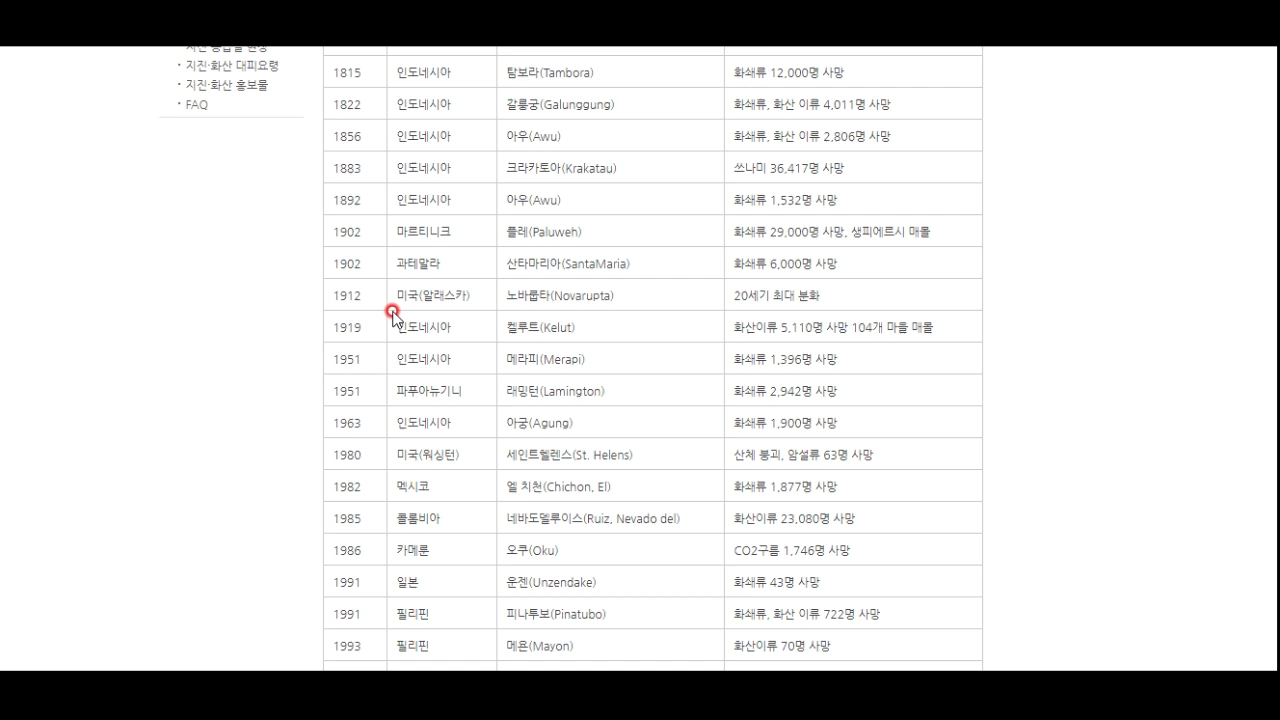 지진·화산 대피요령
지진·화산 홍보물
FAQ
1815 인도네시아 탐보라(Tambora) 화쇄류 12,000명 사망
1822 인도네시아 갈룽궁(Galunggung) 화쇄류, 화산 이류 4,011명 사망
1856 인도네시아 아우(Awu) 화쇄류, 화산 이류 2,806명 사망
1883 인도네시아 크라카토아(Krakatau) 쓰나미 36,417명 사망
1892 인도네시아 아우(Awu) 화쇄류 1,532명 사망
1902 마르티니크 플레(Paluweh) 화쇄류 29,000명 사망, 생피에르시 매몰
1902 과테말라 산타마리아(SantaMaria) 화쇄류 6,000명 사망
1912 미국(알래스카) 노바룹타(Novarupta) 20세기 최대 분화
1919 인도네시아 켈루트(Kelut) 화산이류 5,110명 사망 104개 마을 매몰
1951 인도네시아 메라피(Merapi) 화쇄류 1,396명 사망
1951 파푸아뉴기니 래밍턴(Lamington) 화쇄류 2,942명 사망
1963 인도네시아 아궁(Agung) 화쇄류 1,900명 사망
1980 미국(워싱턴) 세인트헬렌스(St. Helens) 산체 붕괴, 암설류 63명 사망
1982 멕시코 엘 치천(Chichon, El) 화쇄류 1,877명 사망
1985 콜롬비아 네바도델루이스(Ruiz, Nevado del) 화산이류 23,080명 사망
1986 카메룬 오쿠(Oku) CO2구름 1,746명 사망
1991 일본 운젠(Unzendake) 화쇄류 43명 사망
1991 필리핀 피나투보(Pinatubo) 화쇄류, 화산 이류 722명 사망
1993 필리핀 메욘(Mayon) 화산이류 70명 사망